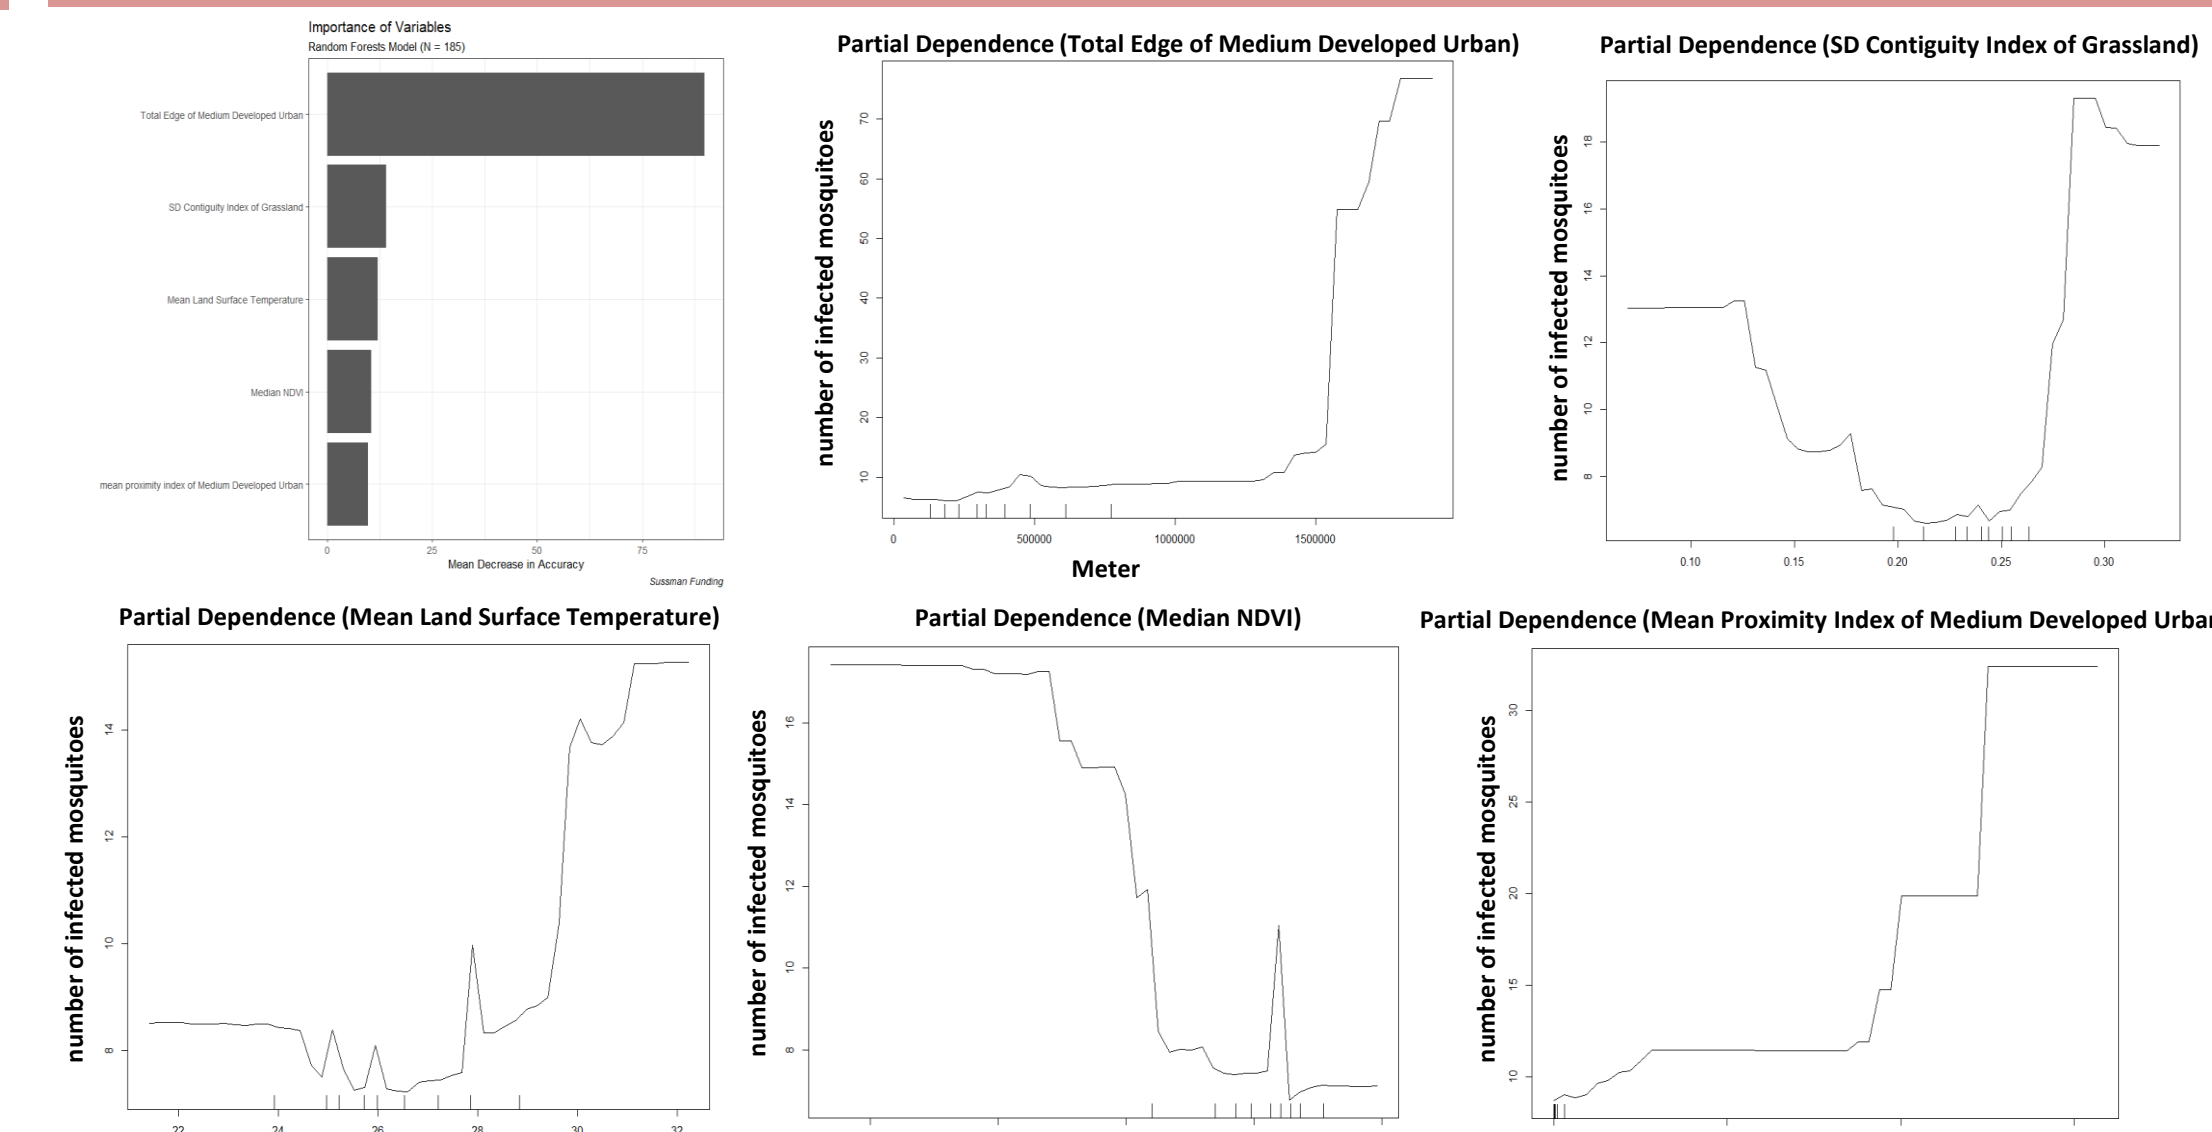 Importance of Variables
Random Forests Model (N = 185)
Total Edge of Medium Developed Urban
SD Contiguity Index of Grassland
Mean Land Surface Temperature
Median NDVI
mean proximity index of Medium Developed Urban
0 25 50 75
Mean Decrease in Accuracy
Sussman Funding
Partial Dependence (Total Edge of Medium Developed Urban)
number of infected mosquitoes
70
60
50
40
30
20
10
0 500000 1000000 1500000
Meter
Partial Dependence (SD Contiguity Index of Grassland)
number of infected mosquitoes
18
16
14
12
10
8
0.10 0.15 0.20 0.25 0.30
Partial Dependence (Mean Land Surface Temperature)
number of infected mosquitoes
14
12
10
8
22 24 26 28 30 32
Partial Dependence (Median NDVI)
number of infected mosquitoes
16
14
12
10
8
Partial Dependence (Mean Proximity Index of Medium Developed Urban
number of infected mosquitoes
30
25
20
15
10